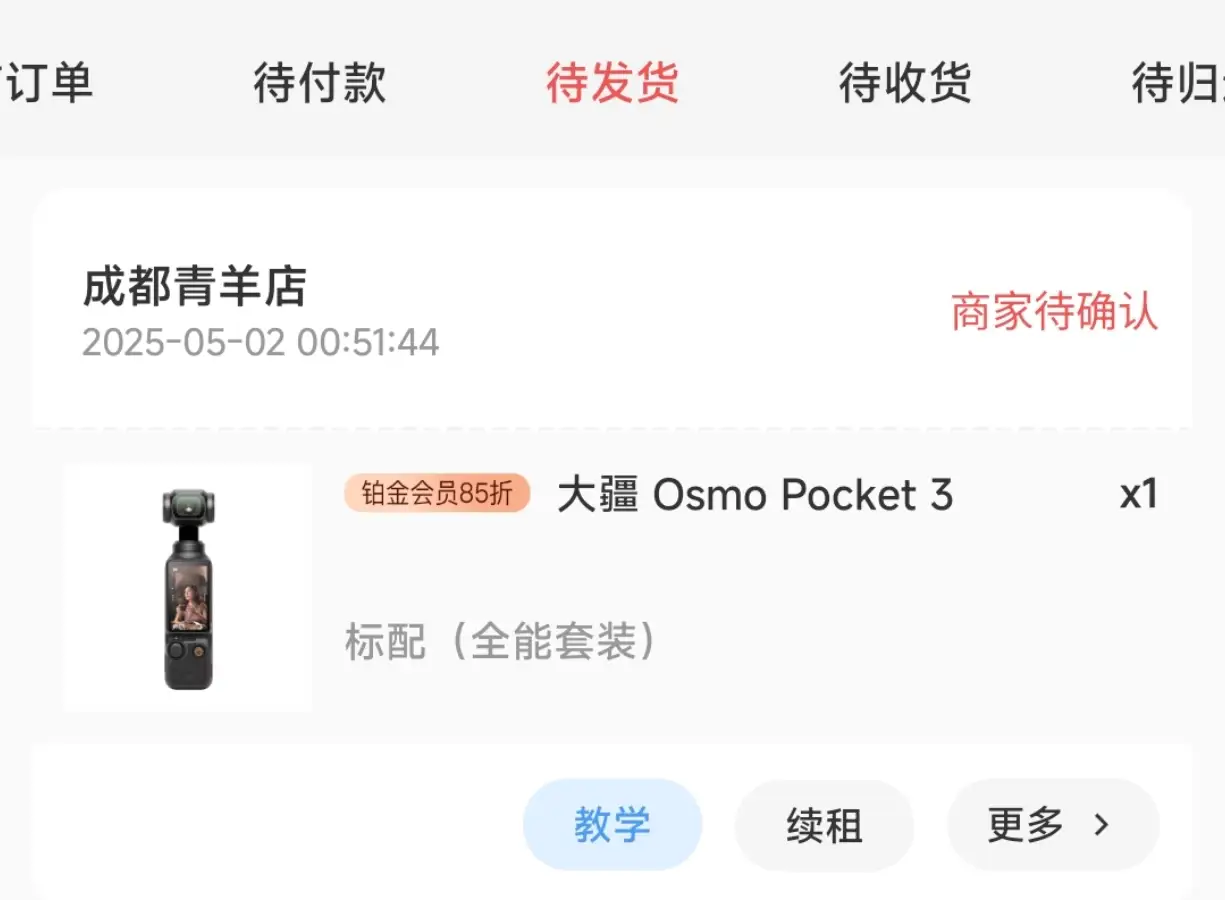 订单 待付款 待发货 待收货 待归
成都青羊店
2025-05-02 00:51:44
商家待确认
铂金会员85折 大疆 Osmo Pocket 3 x1
标配（全能套装）
教学 续租 更多 >